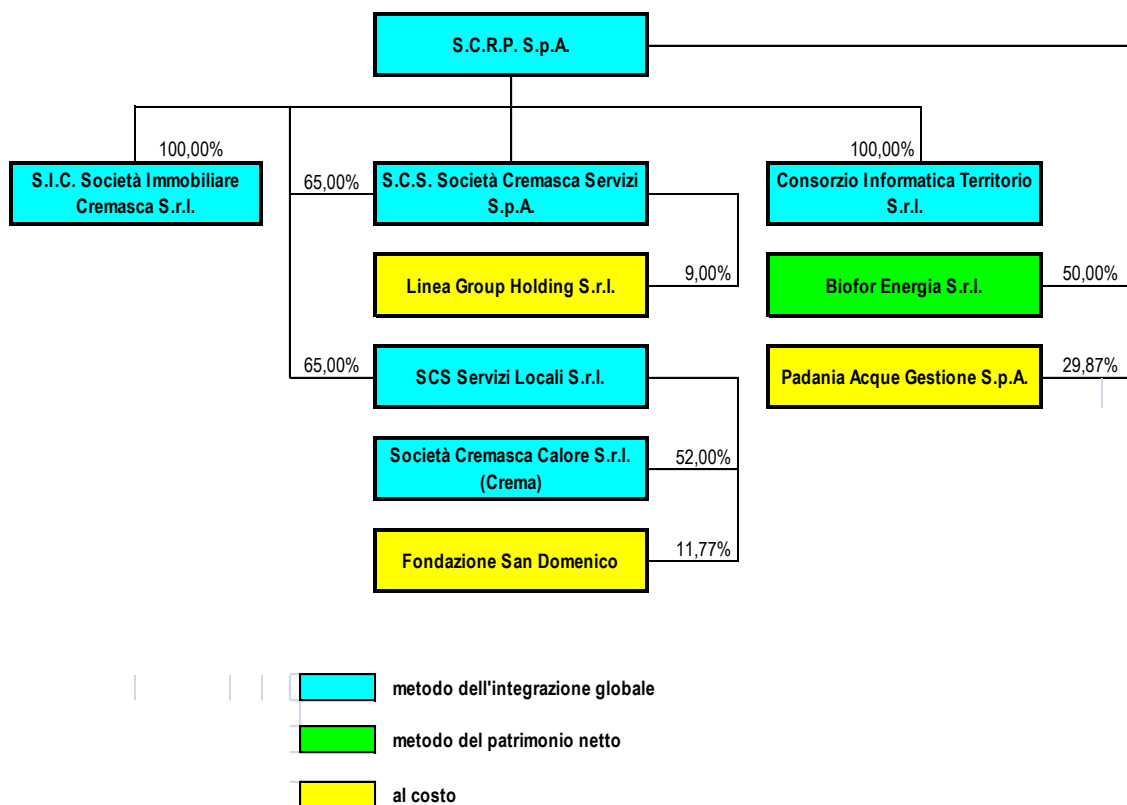 S.C.R.P. S.p.A.
100,00%
100,00%
S.I.C. Società Immobiliare
Cremasca S.r.l.
65,00%
S.C.S. Società Cremasca Servizi
S.p.A.
Consorzio Informatica Territorio
S.r.l.
Linea Group Holding S.r.l.
9,00%
Biofor Energia S.r.l.
50,00%
65,00%
SCS Servizi Locali S.r.l.
Padania Acque Gestione S.p.A.
29,87%
Società Cremasca Calore S.r.l.
(Crema)
52,00%
Fondazione San Domenico
11,77%
metodo dell'integrazione globale
metodo del patrimonio netto
al costo